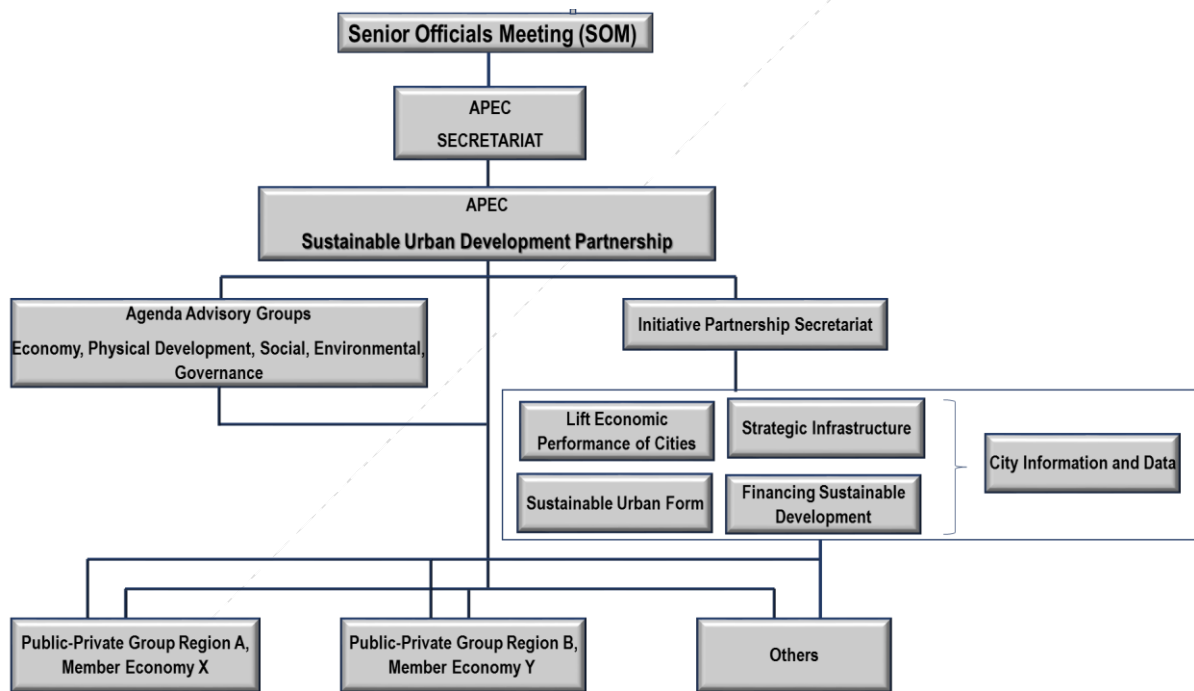 Senior Officials Meeting (SOM)
APEC
SECRETARIAT
APEC
Sustainable Urban Development Partnership
Agenda Advisory Groups
Economy, Physical Development, Social, Environmental,
Governance
Initiative Partnership Secretariat
Lift Economic
Performance of Cities
Strategic Infrastructure
Sustainable Urban Form
Financing Sustainable
Development
City Information and Data
Public-Private Group Region A,
Member Economy X
Public-Private Group Region B,
Member Economy Y
Others